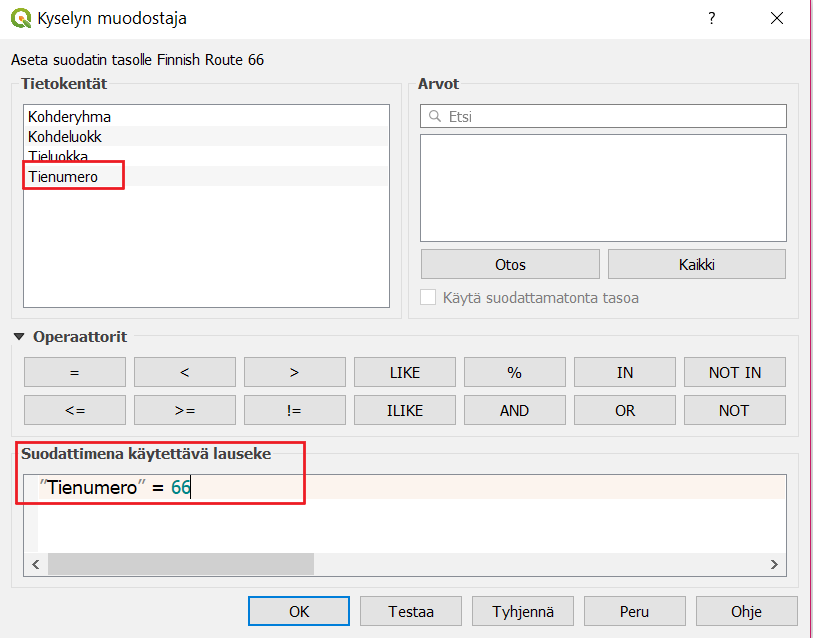 Kyselyn muodostaja
?
Aseta suodatin tasolle Finnish Route 66
Tietokentät
Kohderyhma
Kohdeluokk
Tieluokka
Tienumero
Arvot
Etsi
Otos Kaikki
Käytä suodattamatonta tasoa
Operaattorit
= < > LIKE % IN NOT IN
<= >= != ILIKE AND OR NOT
Suodattimena käytettävä lauseke
"Tienumero" = 66
OK Testaa Tyhjennä Peru Ohje